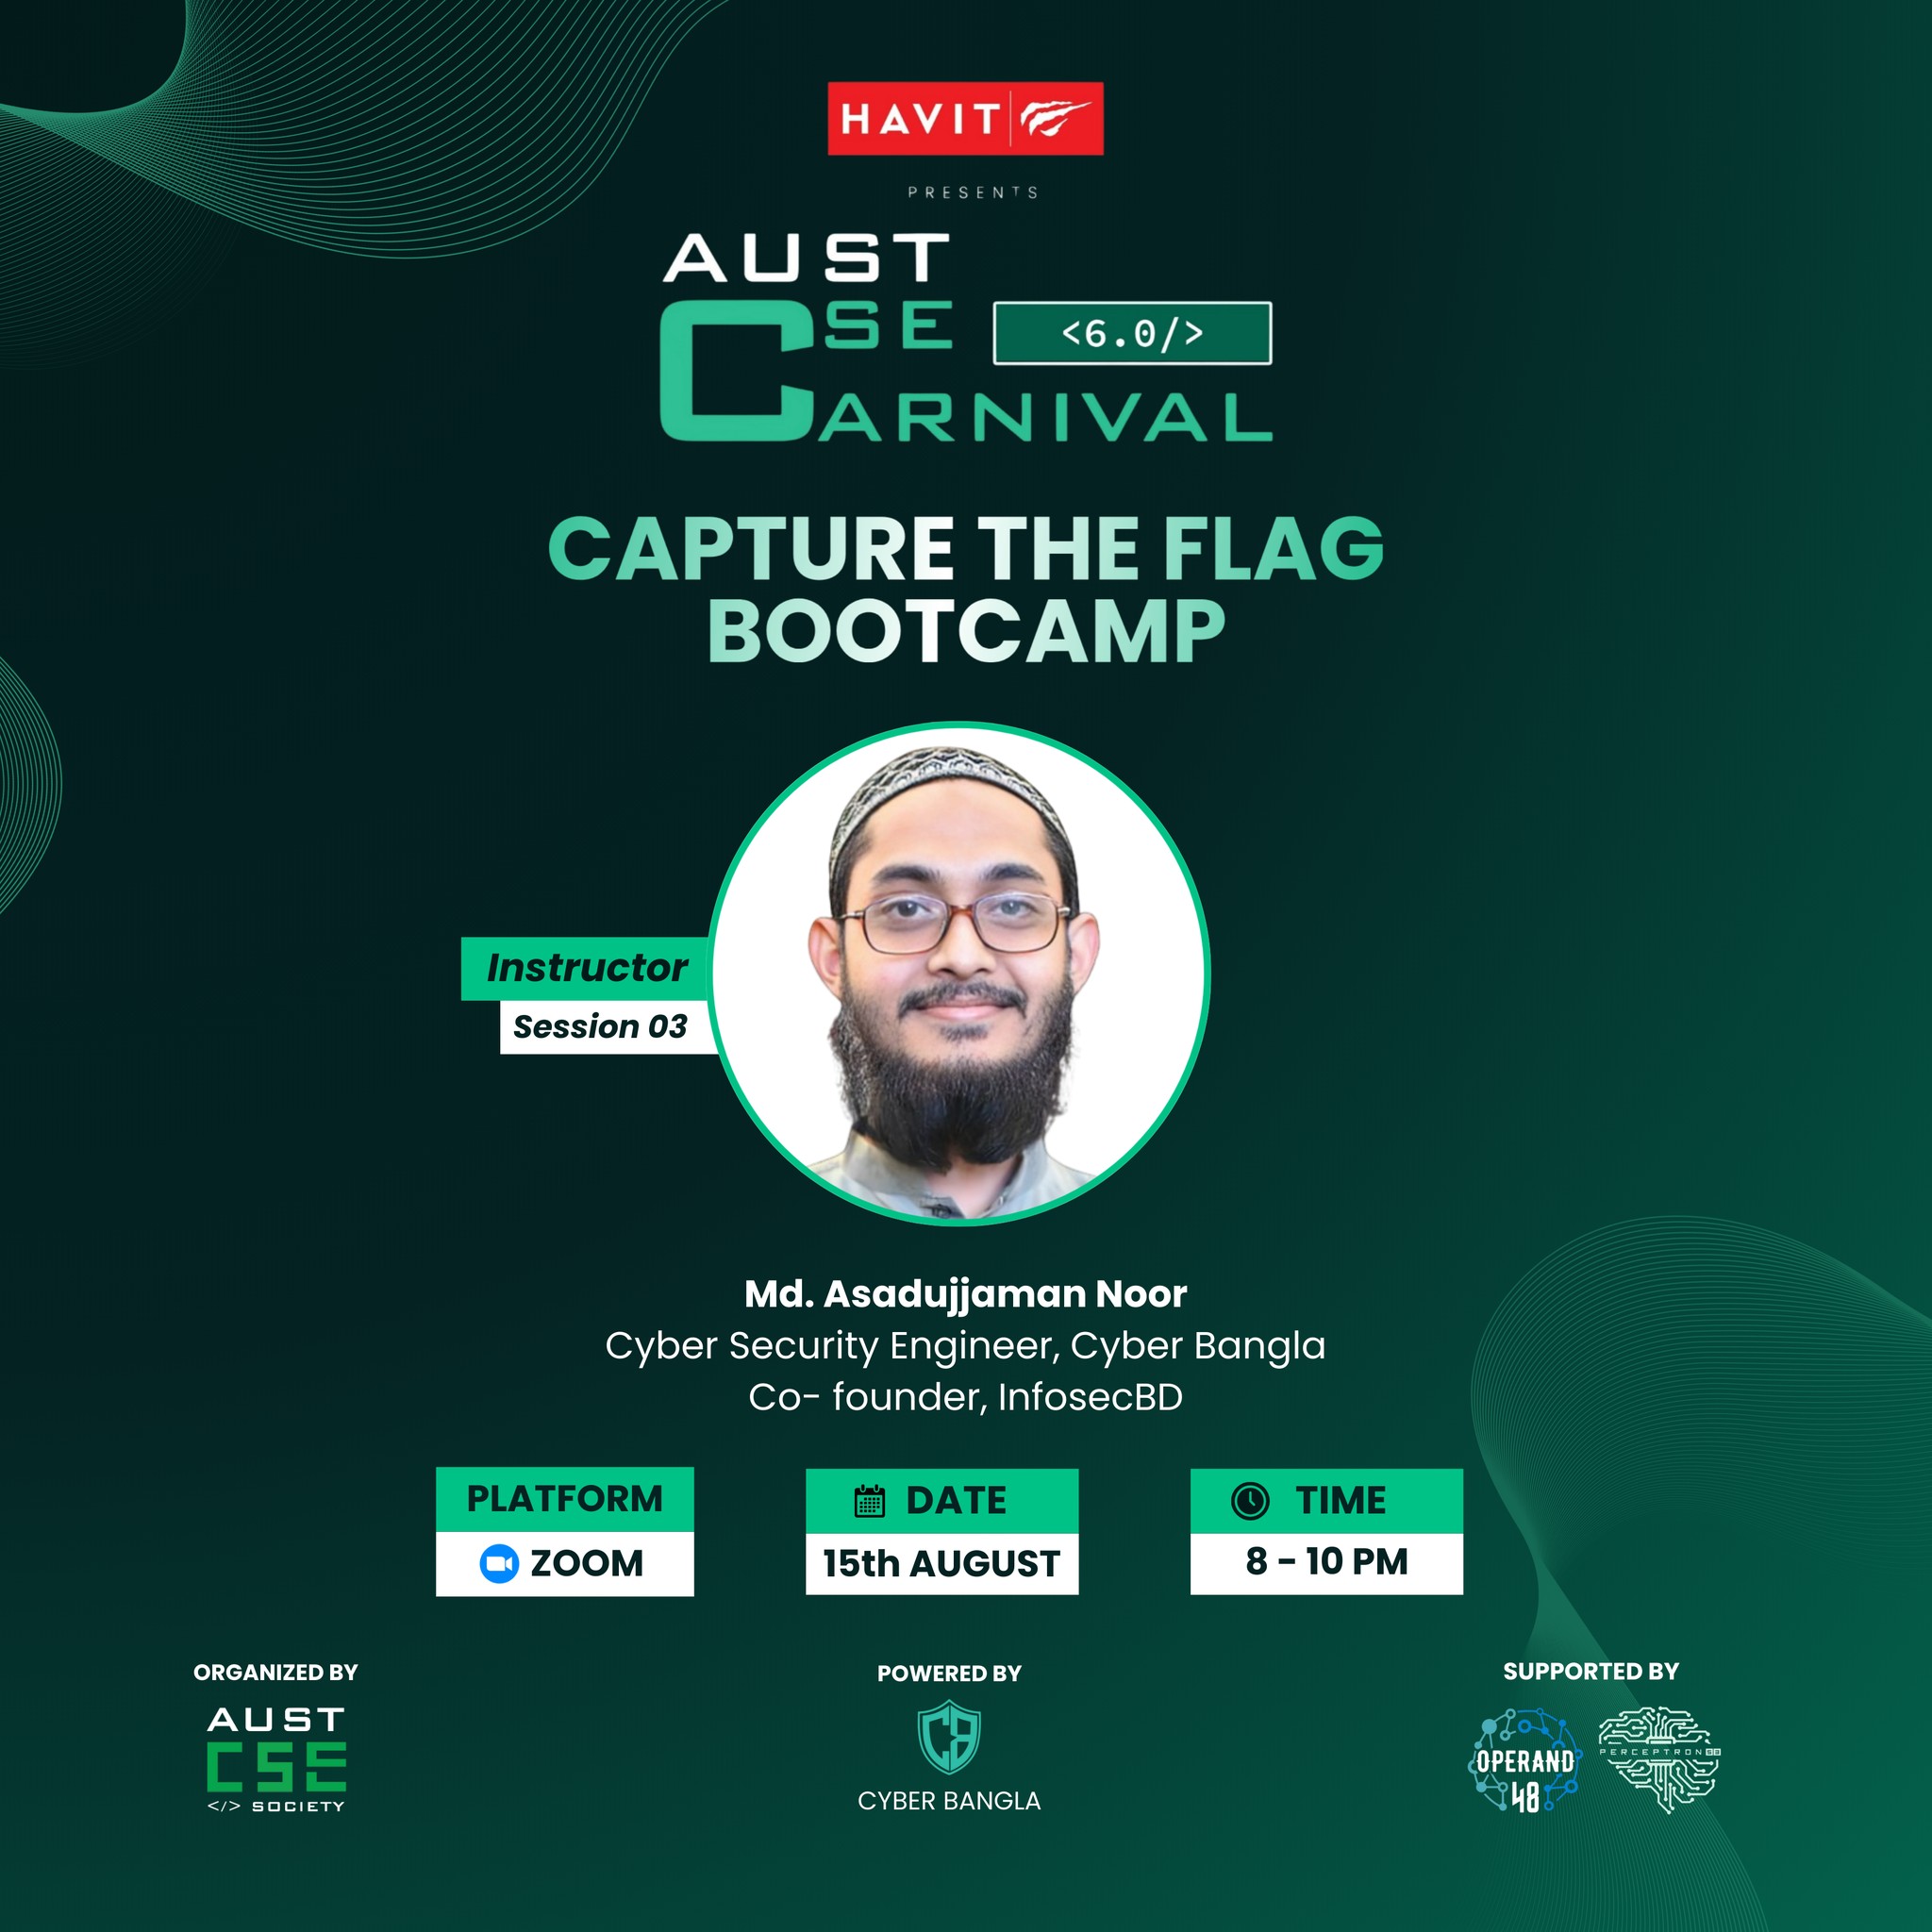 HAVIT
PRESENTS
AUST
CSE <6.0/>
CARNIVAL
CAPTURE THE FLAG
BOOTCAMP
Instructor
Session 03
Md. Asadujjaman Noor
Cyber Security Engineer, Cyber Bangla
Co- founder, InfosecBD
PLATFORM
ZOOM
DATE
15th AUGUST
TIME
8 - 10 PM
ORGANIZED BY
AUST
CSE
</> SOCIETY
POWERED BY
CB
CYBER BANGLA
SUPPORTED BY
OPERAND
48
PERCEPTRON